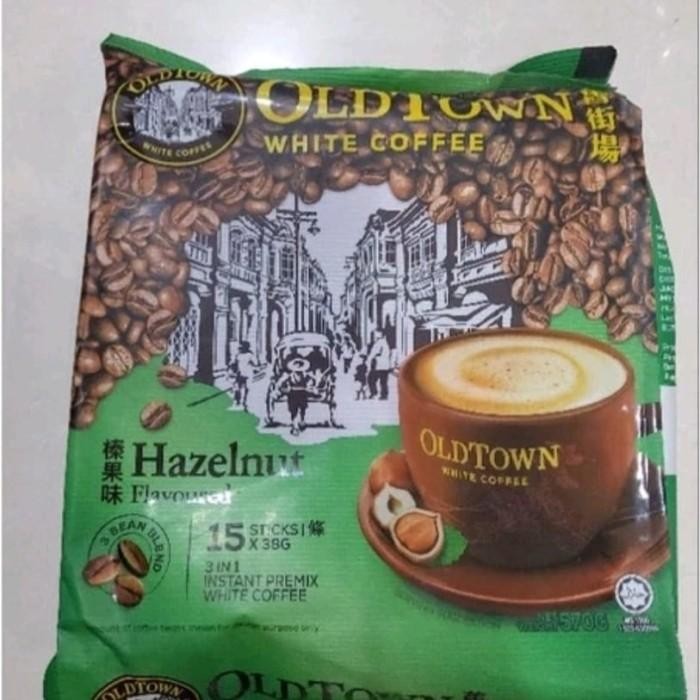 OLDTOWN
WHITE COFFEE
OLDTOWN
WHITE COFFEE
舊街場
OLDTOWN
WHITE COFFEE
榛果味
Hazelnut
Flavoured
3 BEAN BLEND
15 STICKS | 條
X 38G
3 IN 1
INSTANT PREMIX
WHITE COFFEE
570G
OLDTOWN
OLDTOWN